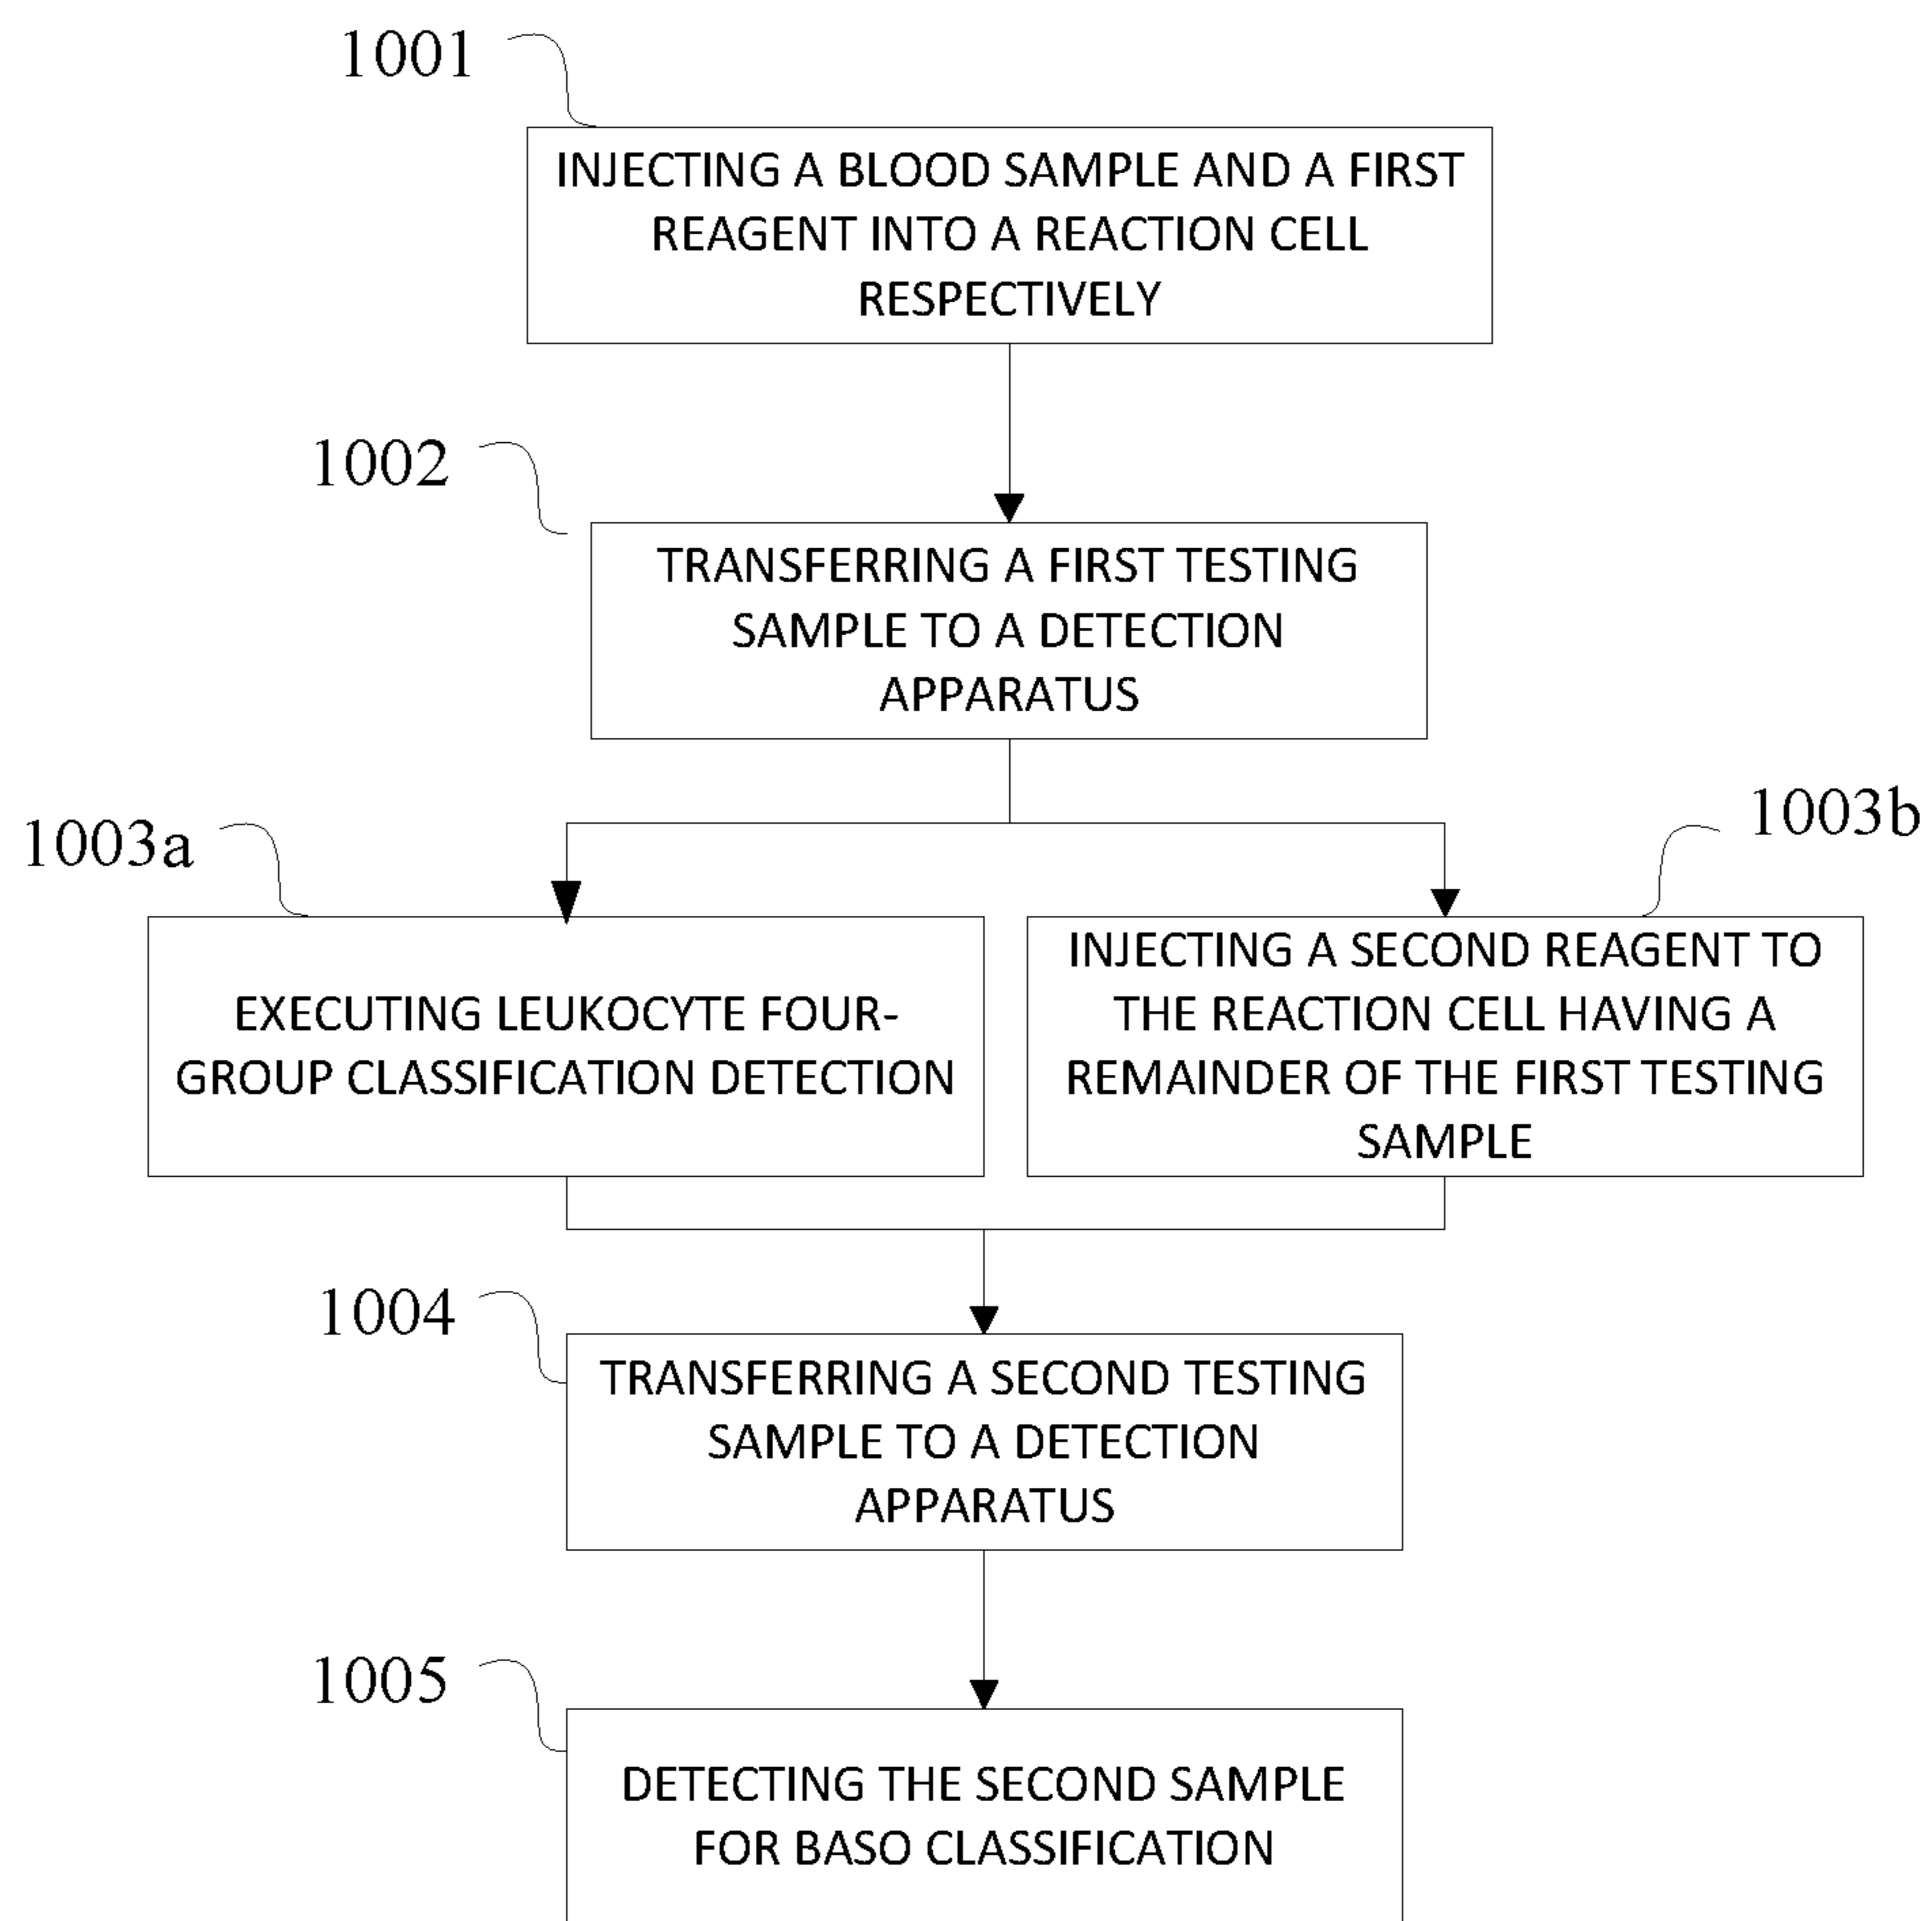 1001
INJECTING A BLOOD SAMPLE AND A FIRST
REAGENT INTO A REACTION CELL
RESPECTIVELY
1002
TRANSFERRING A FIRST TESTING
SAMPLE TO A DETECTION
APPARATUS
1003a
EXECUTING LEUKOCYTE FOUR-
GROUP CLASSIFICATION DETECTION
1003b
INJECTING A SECOND REAGENT TO
THE REACTION CELL HAVING A
REMAINDER OF THE FIRST TESTING
SAMPLE
1004
TRANSFERRING A SECOND TESTING
SAMPLE TO A DETECTION
APPARATUS
1005
DETECTING THE SECOND SAMPLE
FOR BASO CLASSIFICATION